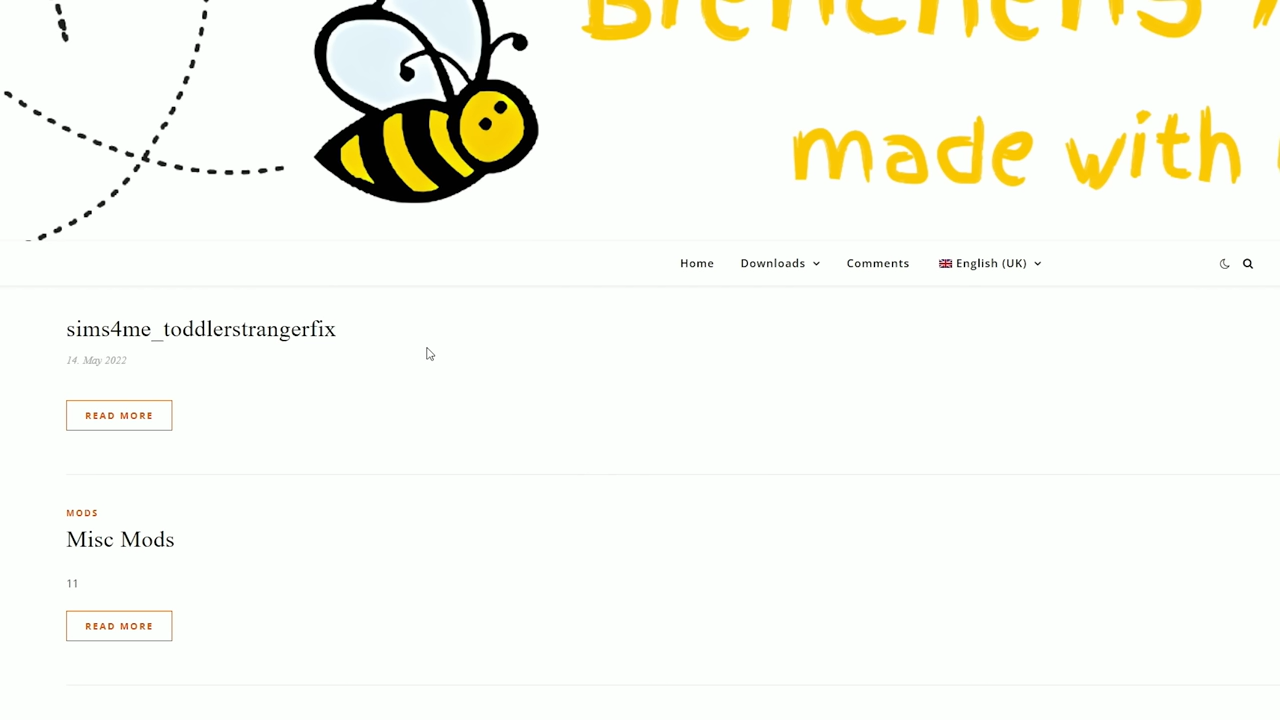 made with
Home Downloads Comments English (UK)
sims4me_toddlerstrangerfix
14. May 2022
READ MORE
MODS
Misc Mods
11
READ MORE